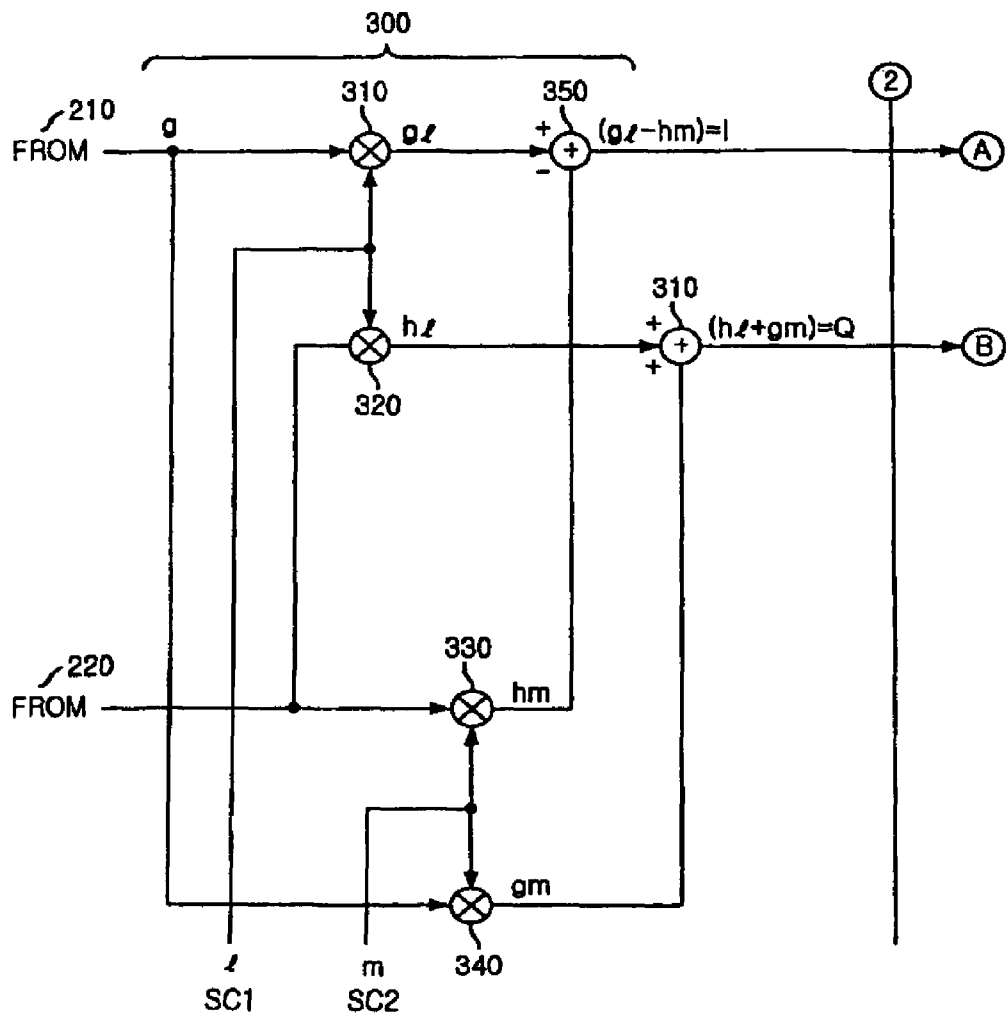 300
310
350
2
210
g
gℓ
+
(gℓ-hm)=I
FROM
+
A
-
310
hℓ
+
(hℓ+gm)=Q
+
B
+
320
330
220
hm
FROM
gm
340
ℓ
m
SC1
SC2